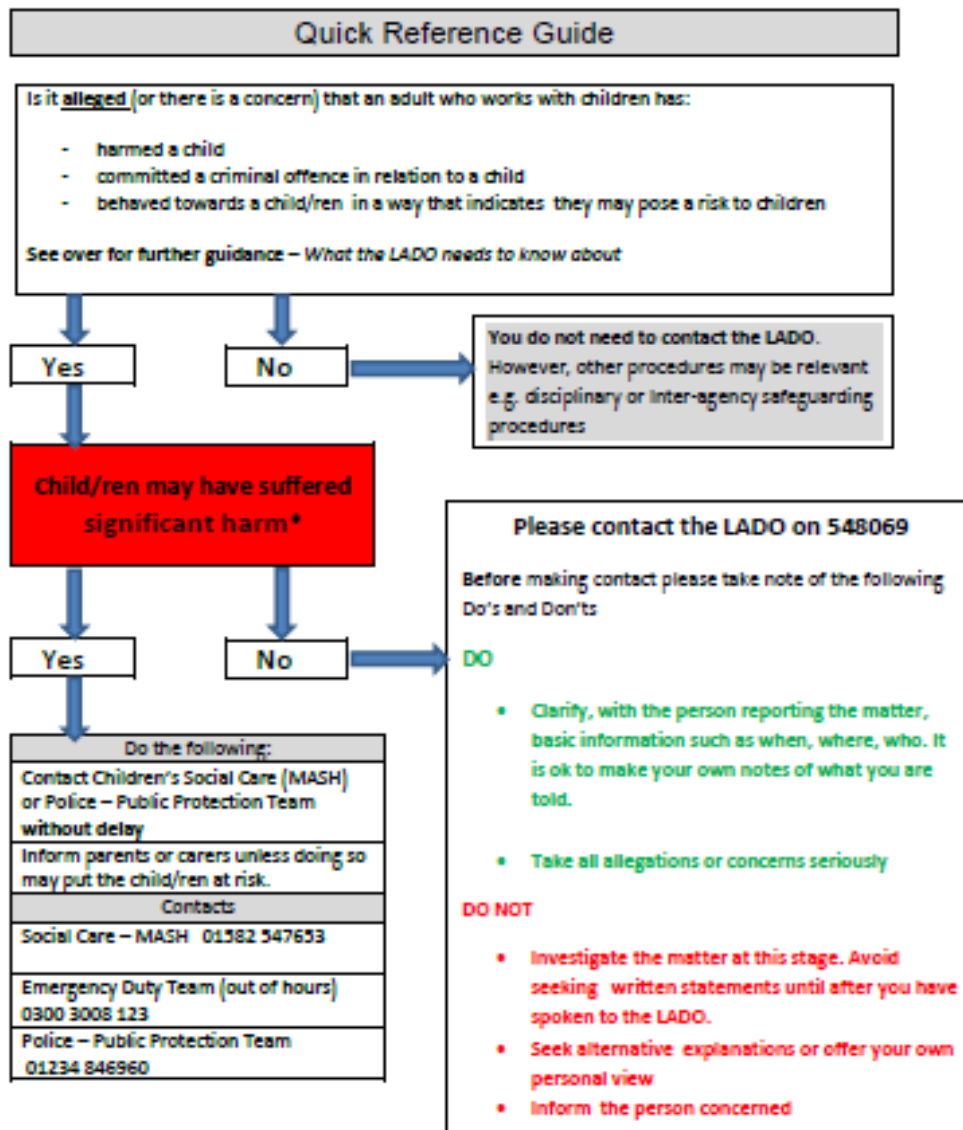 Quick Reference Guide
Is it alleged (or there is a concern) that an adult who works with children has:
- harmed a child
- committed a criminal offence in relation to a child
- behaved towards a child/ren in a way that indicates they may pose a risk to children
See over for further guidance – What the LADO needs to know about
Yes
No
You do not need to contact the LADO.
However, other procedures may be relevant
e.g. disciplinary or Inter-agency safeguarding
procedures
Child/ren may have suffered
significant harm*
Yes
No
Do the following:
Contact Children's Social Care (MASH)
or Police – Public Protection Team
without delay
Inform parents or carers unless doing so
may put the child/ren at risk.
Contacts
Social Care – MASH 01582 547653
Emergency Duty Team (out of hours)
0300 3008 123
Police – Public Protection Team
01234 846960
Please contact the LADO on 548069
Before making contact please take note of the following
Do's and Don'ts
DO
• Clarify, with the person reporting the matter,
basic information such as when, where, who. It
is ok to make your own notes of what you are
told.
• Take all allegations or concerns seriously
DO NOT
• Investigate the matter at this stage. Avoid
seeking written statements until after you have
spoken to the LADO.
• Seek alternative explanations or offer your own
personal view
• Inform the person concerned